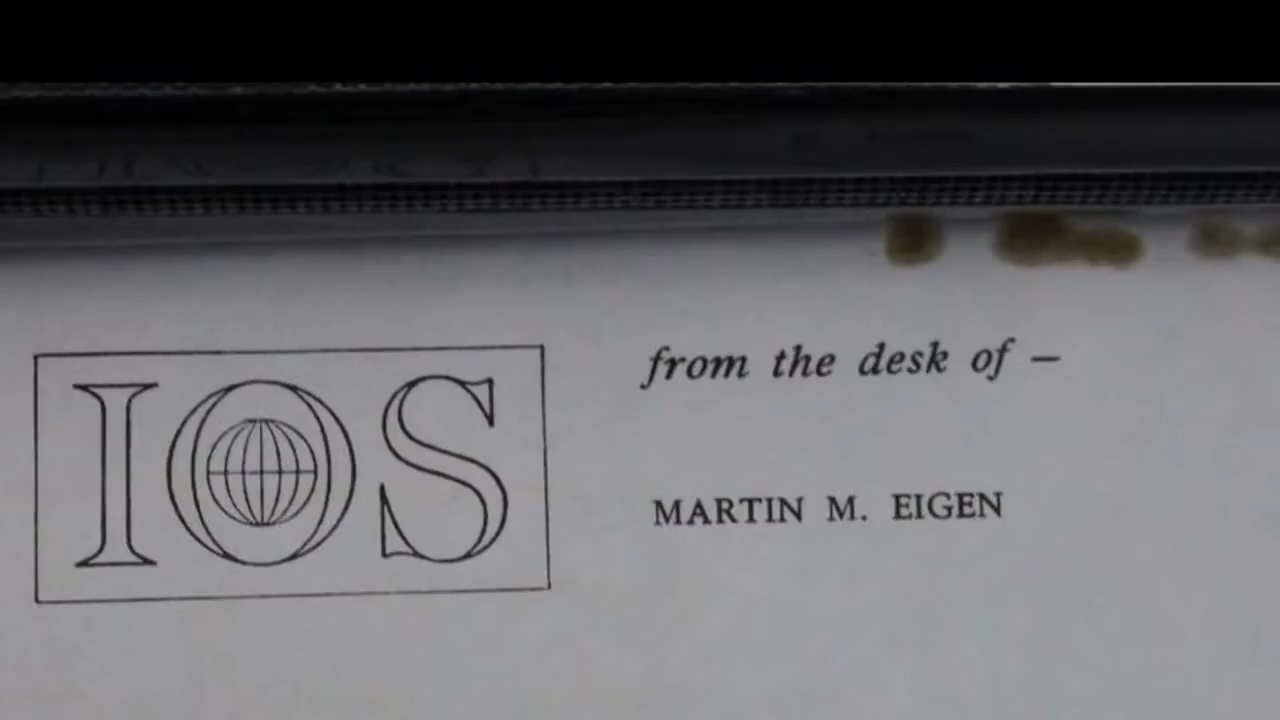 IOS
from the desk of –
MARTIN M. EIGEN